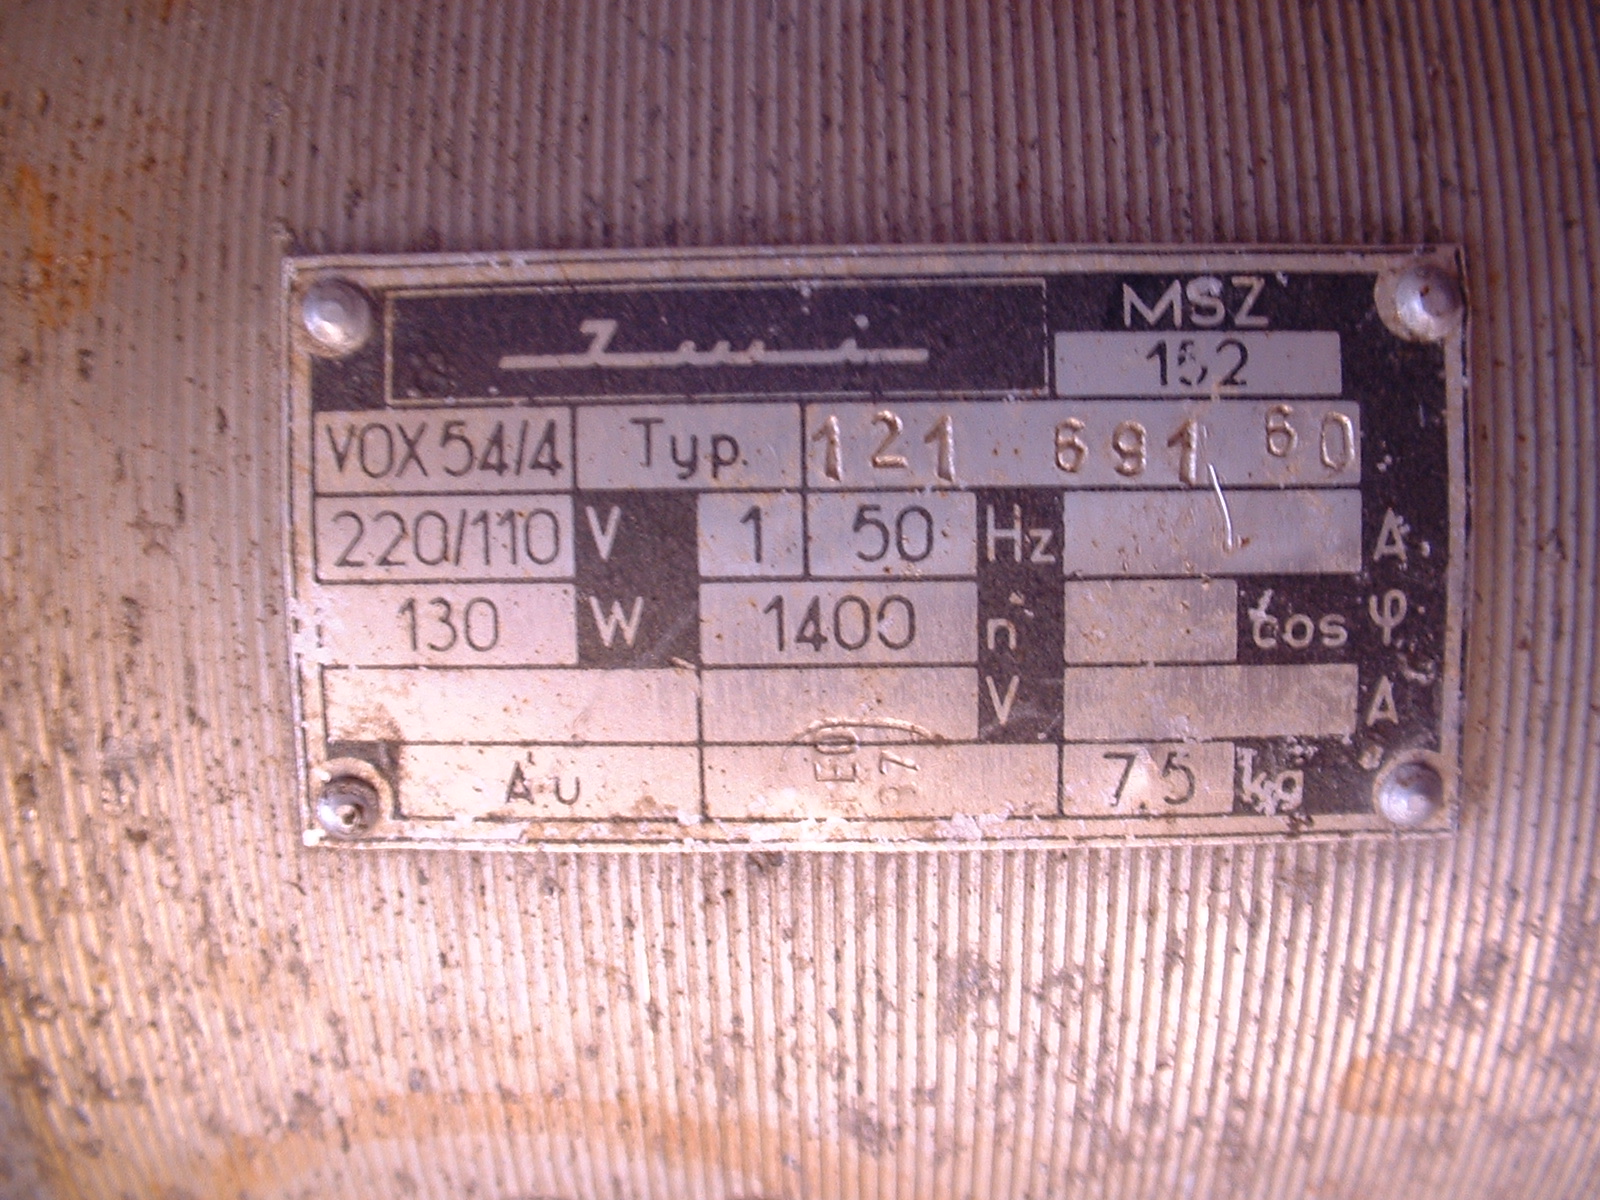 MSZ
152
VOX 54/4 Typ. 121 691 60
220/110 V 1 50 Hz A
130 W 1400 n cos φ
V A
7.5 kg